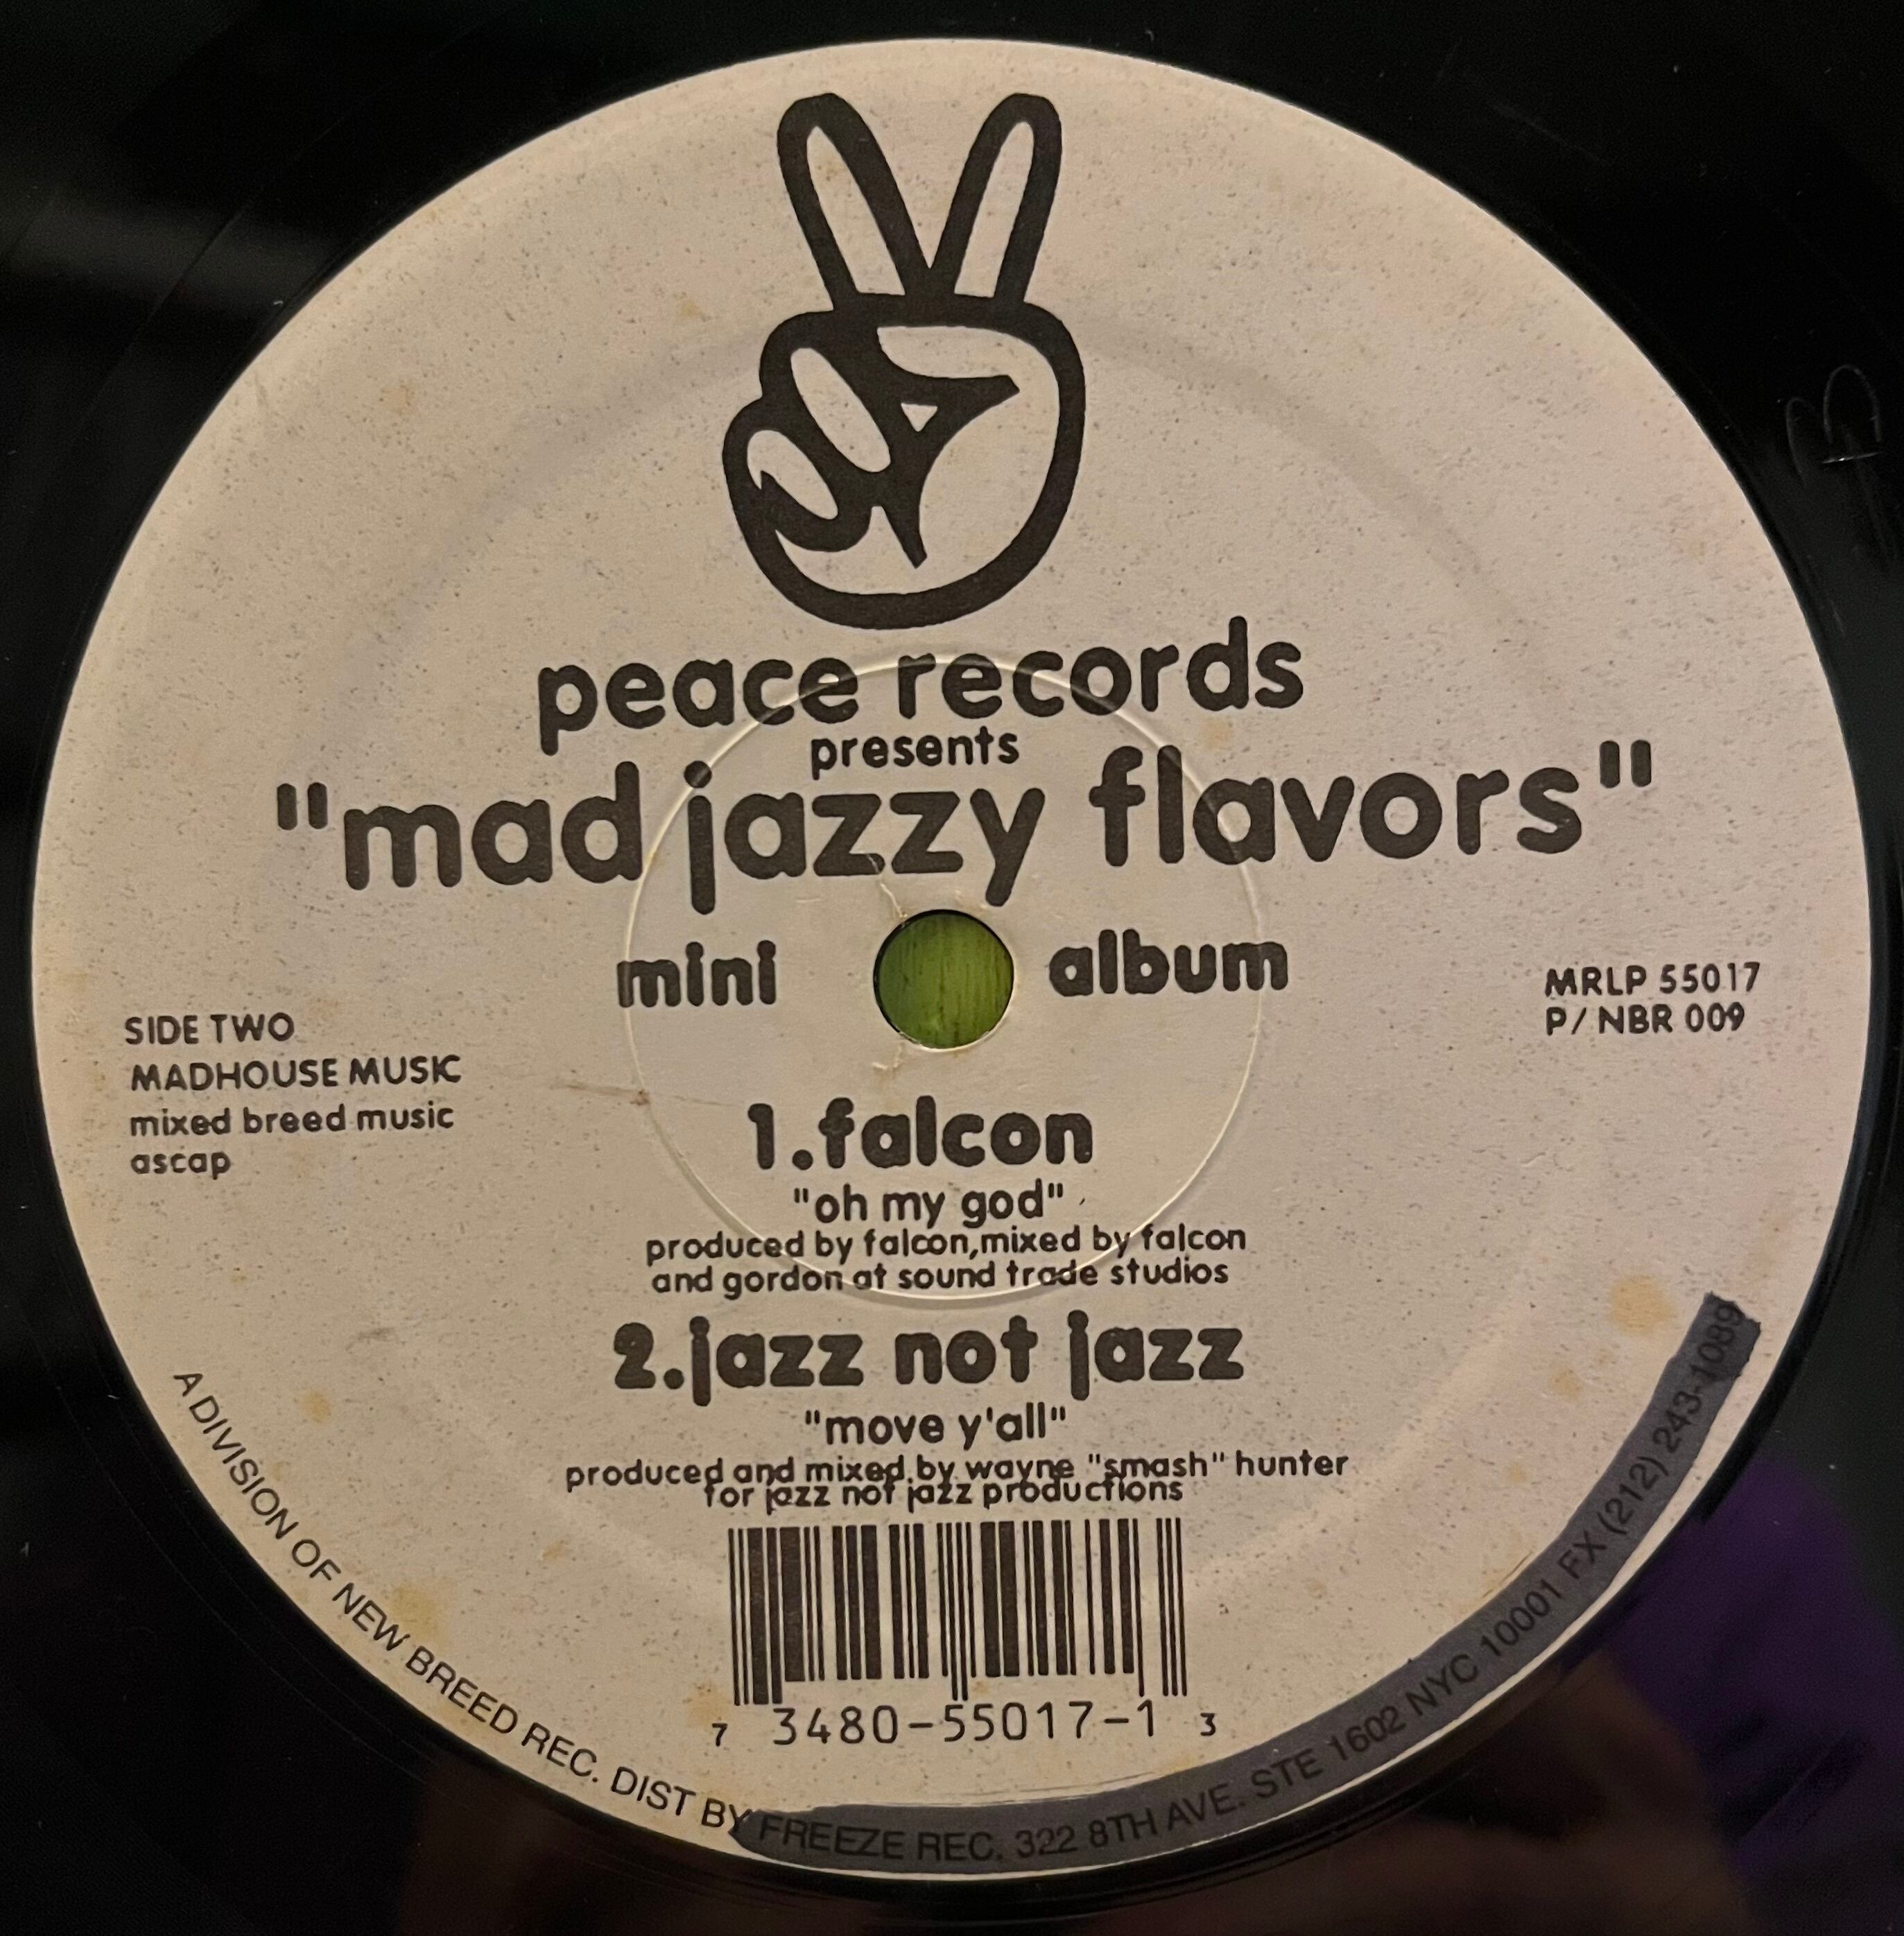 peace records
presents
"mad jazzy flavors"
mini album
MRLP 55017
P/ NBR 009
SIDE TWO
MADHOUSE MUSIC
mixed breed music
ascap
1.falcon
"oh my god"
produced by falcon,mixed by falcon
and gordon at sound trade studios
2.jazz not jazz
"move y'all"
produced and mixed by wayne "smash" hunter
for jazz not jazz productions
7 3480-55017-1 3
A DIVISION OF NEW BREED REC. DIST BY FREEZE REC. 322 8TH AVE. STE 1602 NYC 10001 FX (212) 243-1089
B